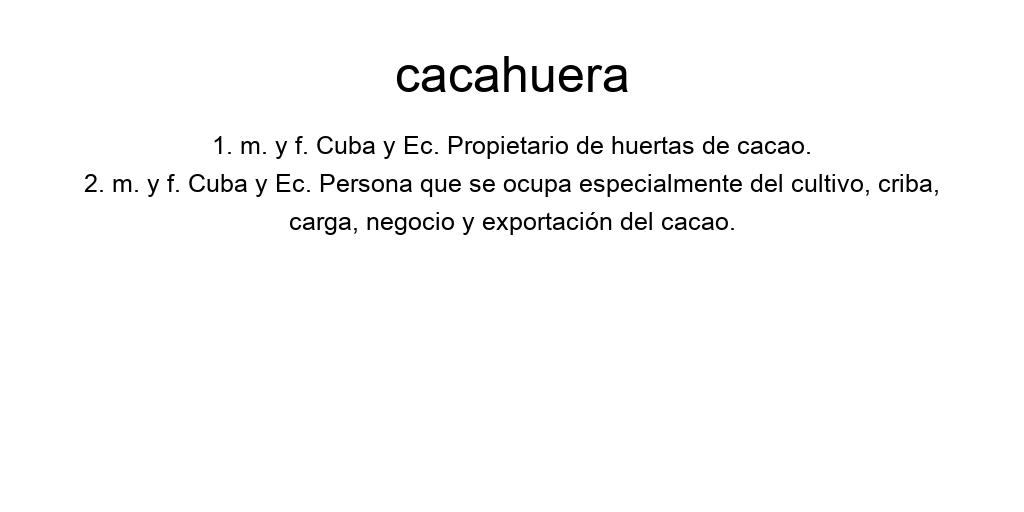 cacahuera
1. m. y f. Cuba y Ec. Propietario de huertas de cacao.
2. m. y f. Cuba y Ec. Persona que se ocupa especialmente del cultivo, criba,
carga, negocio y exportación del cacao.